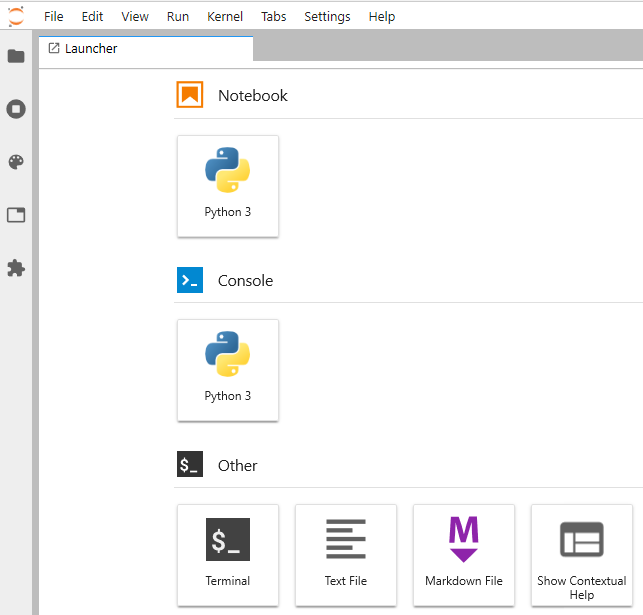 File Edit View Run Kernel Tabs Settings Help
Launcher
Notebook
Python 3
Console
>_
Python 3
$_ Other
$_
M
Terminal Text File Markdown File Show Contextual
Help